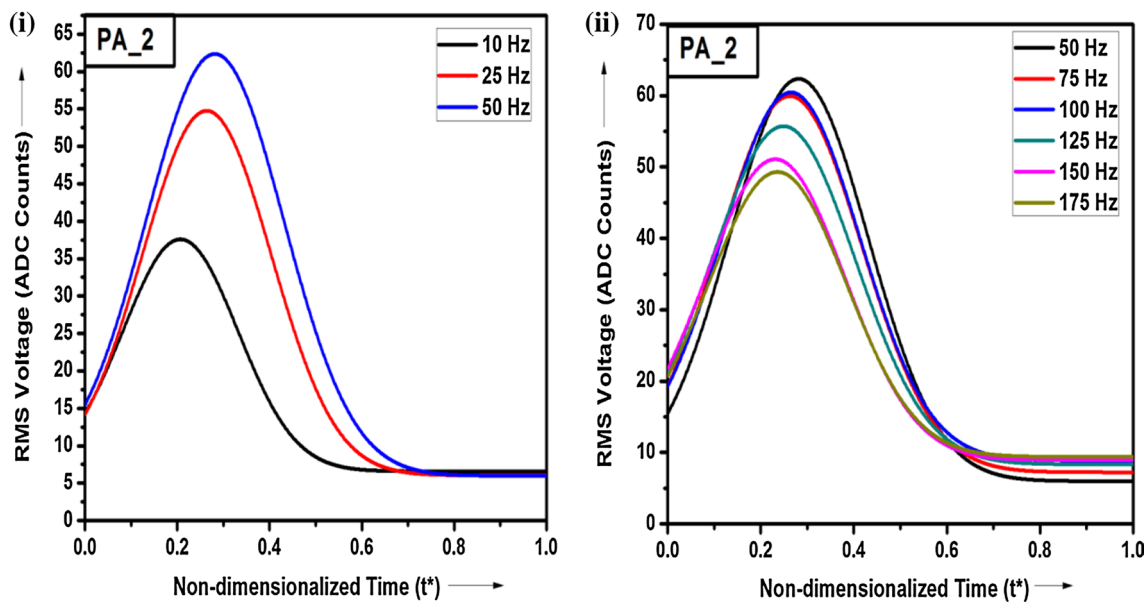 (i)
PA_2
10 Hz
25 Hz
50 Hz
RMS Voltage (ADC Counts)
65
60
55
50
45
40
35
30
25
20
15
10
5
0
0.0 0.2 0.4 0.6 0.8 1.0
Non-dimensionalized Time (t*)
(ii)
PA_2
50 Hz
75 Hz
100 Hz
125 Hz
150 Hz
175 Hz
RMS Voltage (ADC Counts)
70
60
50
40
30
20
10
0
0.0 0.2 0.4 0.6 0.8 1.0
Non-dimensionalized Time (t*)